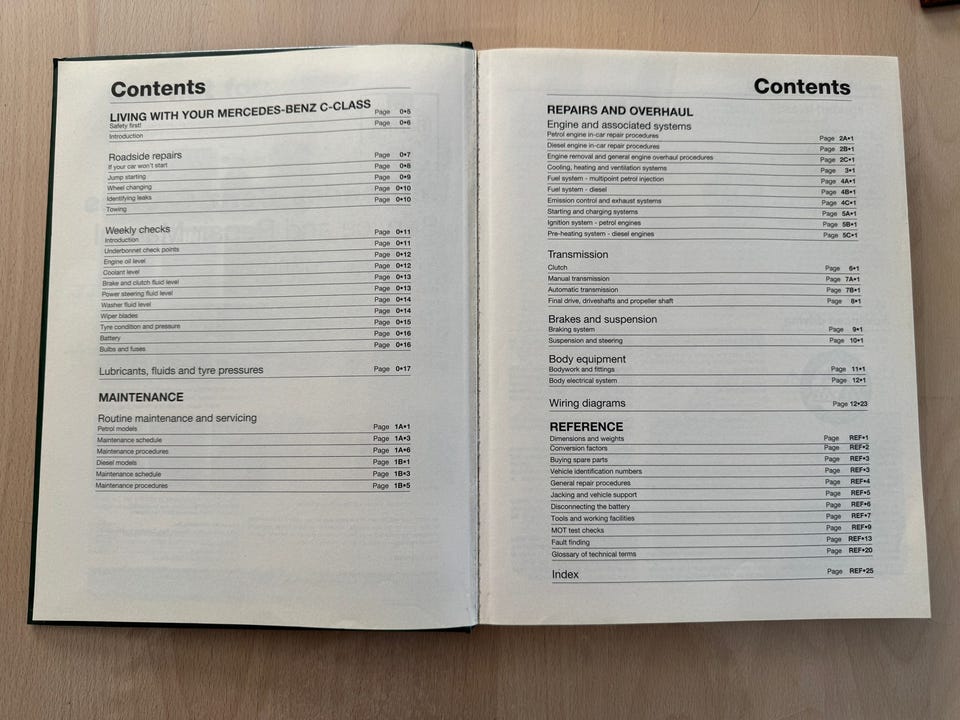 Contents
LIVING WITH YOUR MERCEDES-BENZ C-CLASS
Safety first! Page 0•5
Introduction Page 0•6
Roadside repairs
If your car won't start Page 0•7
Jump starting Page 0•8
Wheel changing Page 0•9
Identifying leaks Page 0•10
Towing Page 0•10
Weekly checks
Introduction Page 0•11
Underbonnet check points Page 0•11
Engine oil level Page 0•12
Coolant level Page 0•12
Brake and clutch fluid level Page 0•13
Power steering fluid level Page 0•13
Washer fluid level Page 0•14
Wiper blades Page 0•14
Tyre condition and pressure Page 0•15
Battery Page 0•16
Bulbs and fuses Page 0•16
Lubricants, fluids and tyre pressures Page 0•17
MAINTENANCE
Routine maintenance and servicing
Petrol models Page 1A•1
Maintenance schedule Page 1A•3
Maintenance procedures Page 1A•6
Diesel models Page 1B•1
Maintenance schedule Page 1B•3
Maintenance procedures Page 1B•5
Contents
REPAIRS AND OVERHAUL
Engine and associated systems
Petrol engine in-car repair procedures Page 2A•1
Diesel engine in-car repair procedures Page 2B•1
Engine removal and general engine overhaul procedures Page 2C•1
Cooling, heating and ventilation systems Page 3•1
Fuel system - multipoint petrol injection Page 4A•1
Fuel system - diesel Page 4B•1
Emission control and exhaust systems Page 4C•1
Starting and charging systems Page 5A•1
Ignition system - petrol engines Page 5B•1
Pre-heating system - diesel engines Page 5C•1
Transmission
Clutch Page 6•1
Manual transmission Page 7A•1
Automatic transmission Page 7B•1
Final drive, driveshafts and propeller shaft Page 8•1
Brakes and suspension
Braking system Page 9•1
Suspension and steering Page 10•1
Body equipment
Bodywork and fittings Page 11•1
Body electrical system Page 12•1
Wiring diagrams Page 12•23
REFERENCE
Dimensions and weights Page REF•1
Conversion factors Page REF•2
Buying spare parts Page REF•3
Vehicle identification numbers Page REF•3
General repair procedures Page REF•4
Jacking and vehicle support Page REF•5
Disconnecting the battery Page REF•6
Tools and working facilities Page REF•7
MOT test checks Page REF•9
Fault finding Page REF•13
Glossary of technical terms Page REF•20
Index Page REF•25